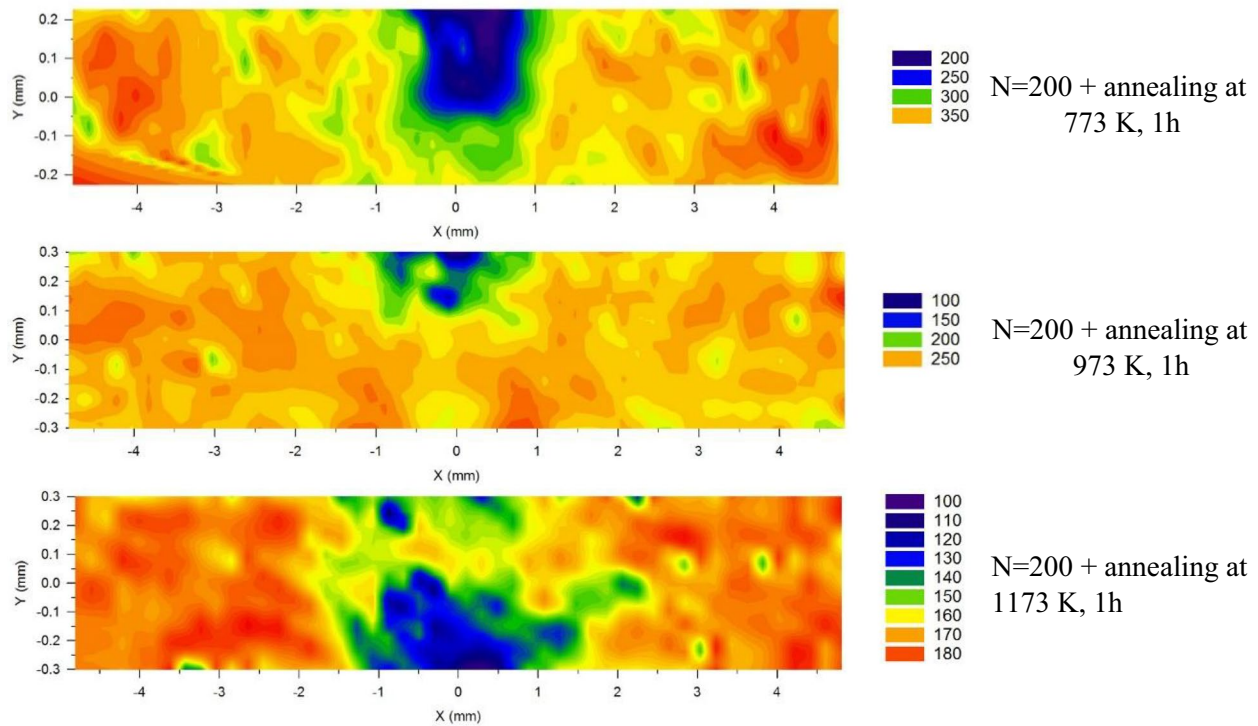 0.2
0.1
0.0
-0.1
-0.2
Y (mm)
-4 -3 -2 -1 0 1 2 3 4
X (mm)
200
250
300
350
N=200 + annealing at
773 K, 1h
0.3
0.2
0.1
0.0
-0.1
-0.2
-0.3
Y (mm)
-4 -3 -2 -1 0 1 2 3 4
X (mm)
100
150
200
250
N=200 + annealing at
973 K, 1h
0.3
0.2
0.1
0.0
-0.1
-0.2
-0.3
Y (mm)
-4 -3 -2 -1 0 1 2 3 4
X (mm)
100
110
120
130
140
150
160
170
180
N=200 + annealing at
1173 K, 1h